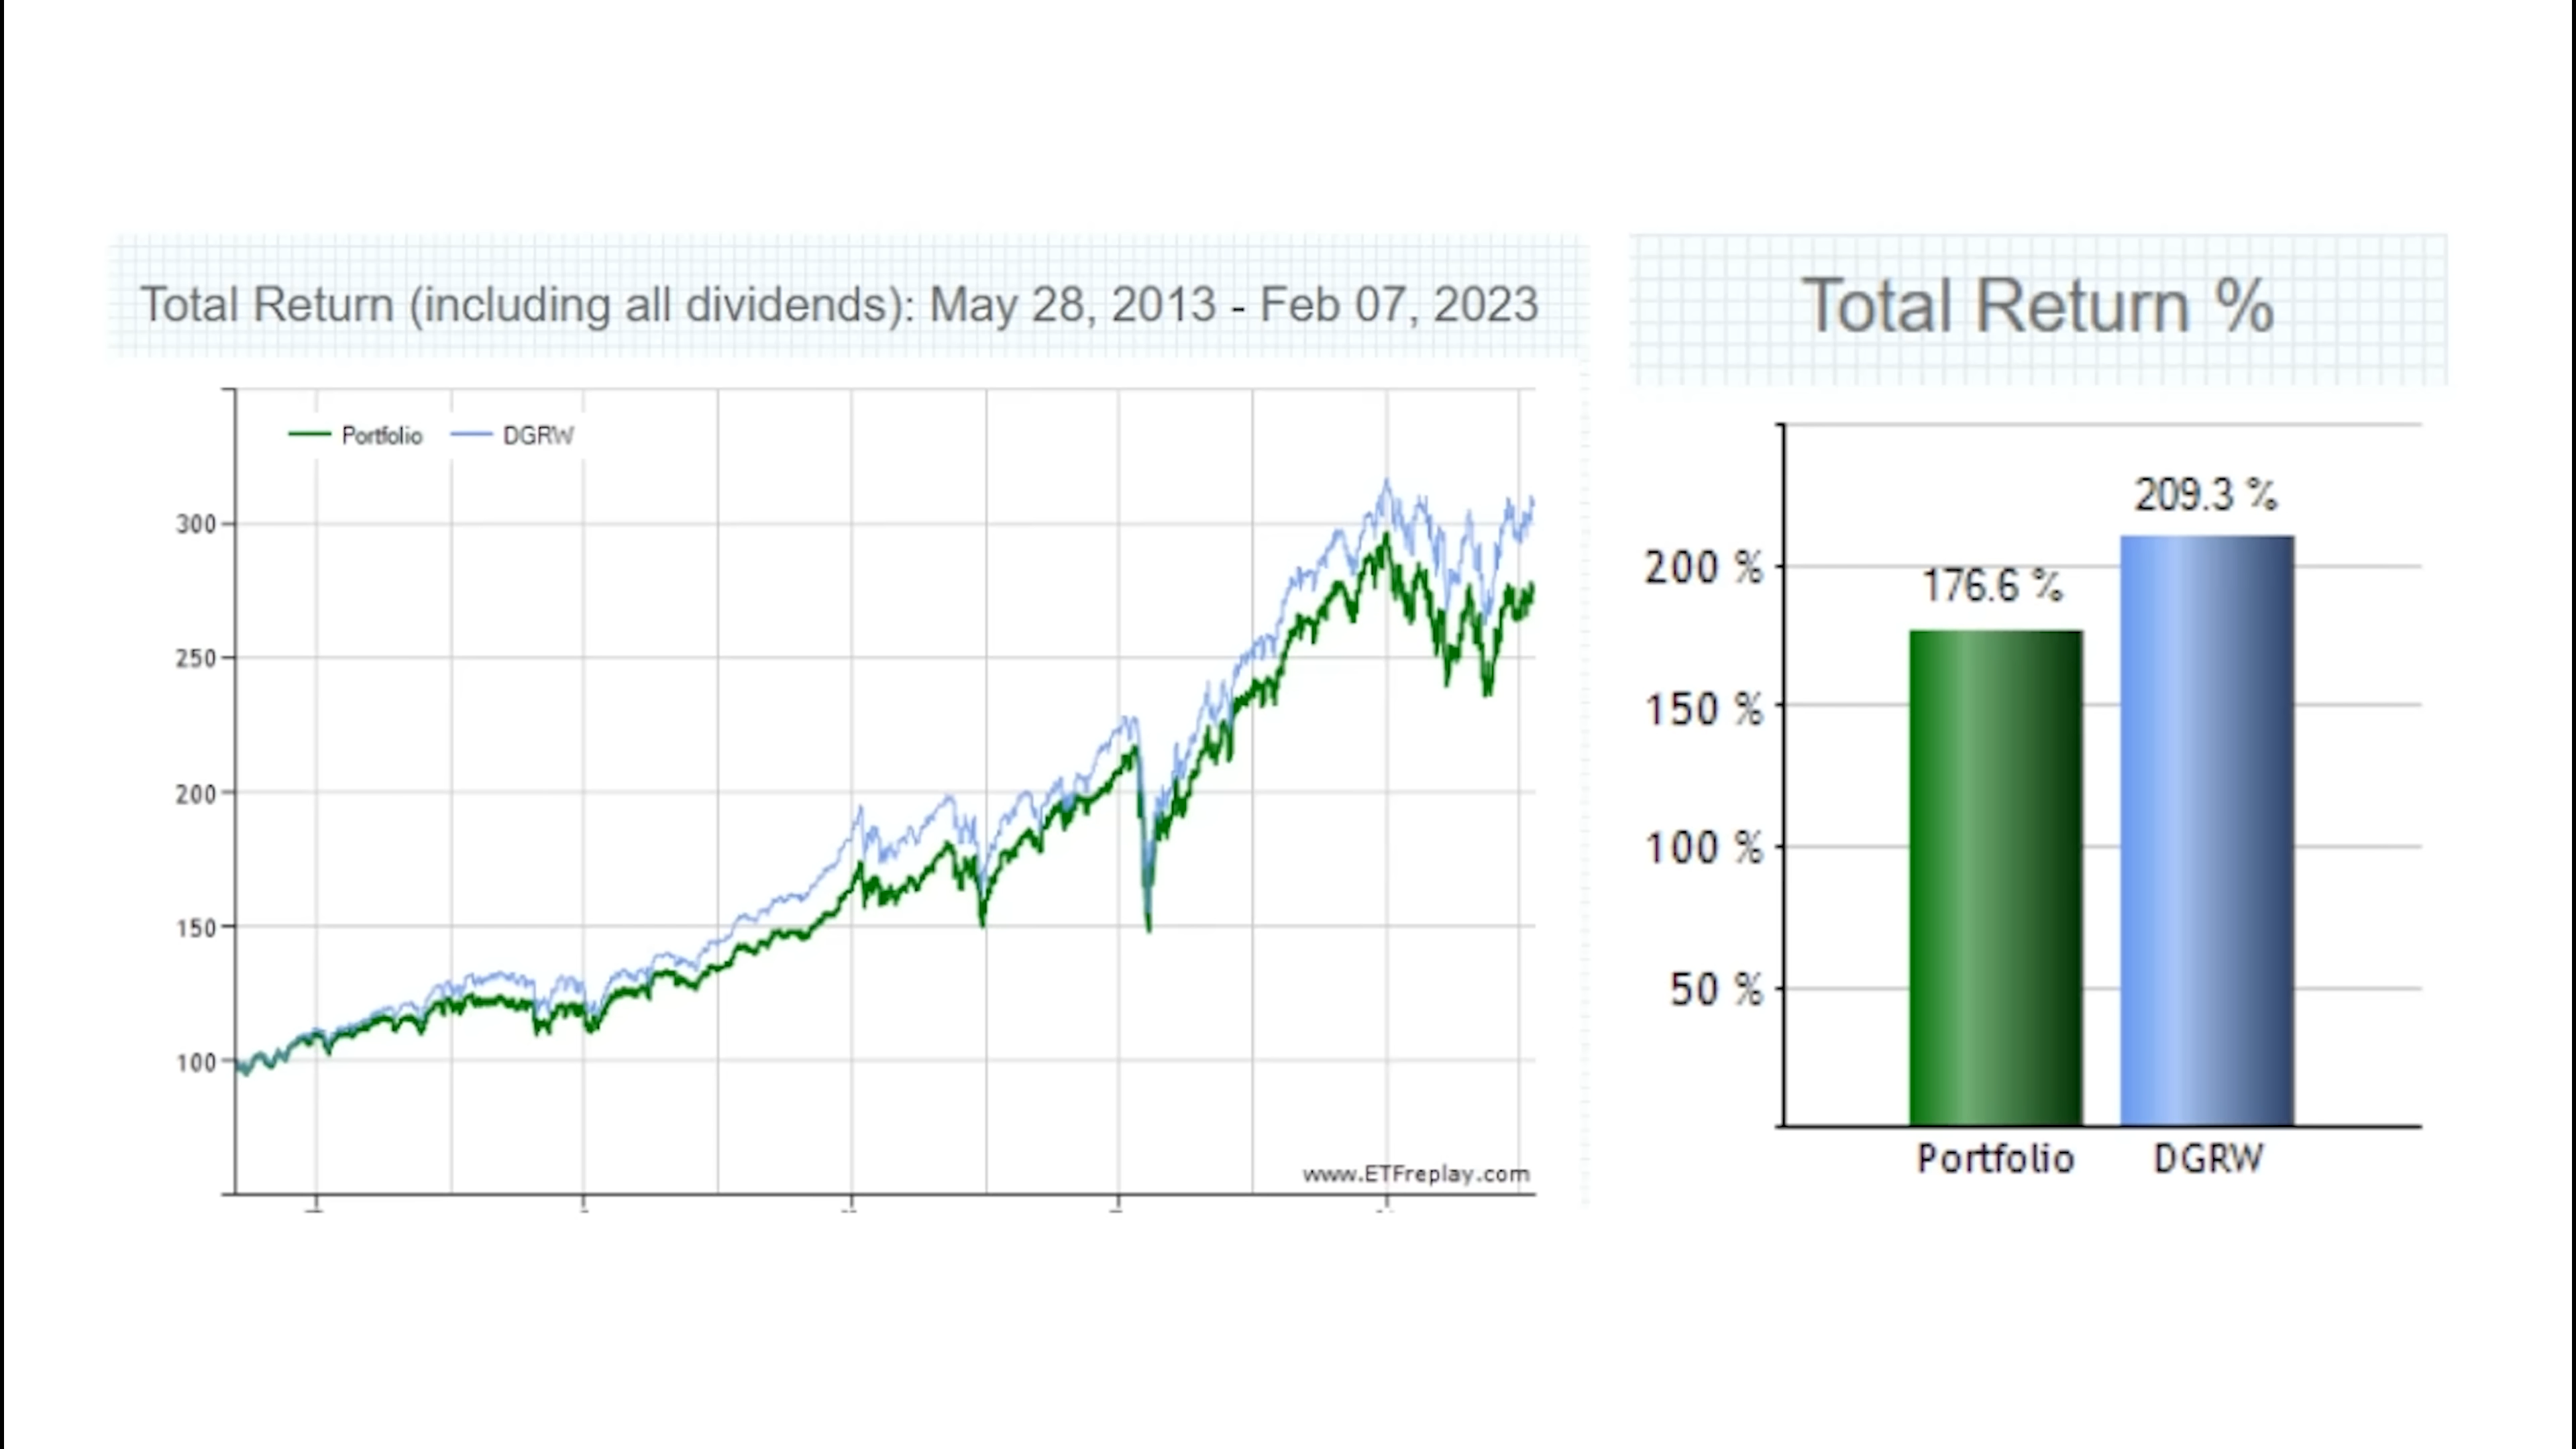 Total Return (including all dividends): May 28, 2013 - Feb 07, 2023
Portfolio DGRW
300
250
200
150
100
www.ETFreplay.com
Total Return %
209.3 %
176.6 %
200 %
150 %
100 %
50 %
Portfolio DGRW